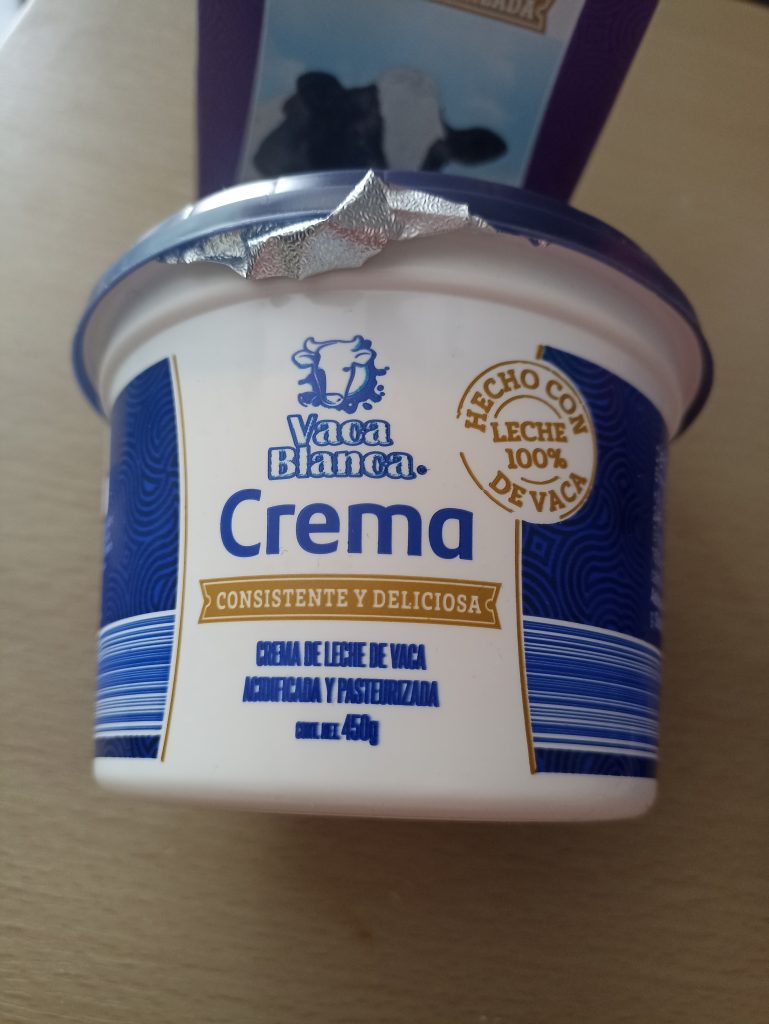 Vaca
Blanca
Crema
CONSISTENTE Y DELICIOSA
CREMA DE LECHE DE VACA
ACIDIFICADA Y PASTEURIZADA
CONT. NET. 450g
HECHO CON
LECHE
100%
DE VACA